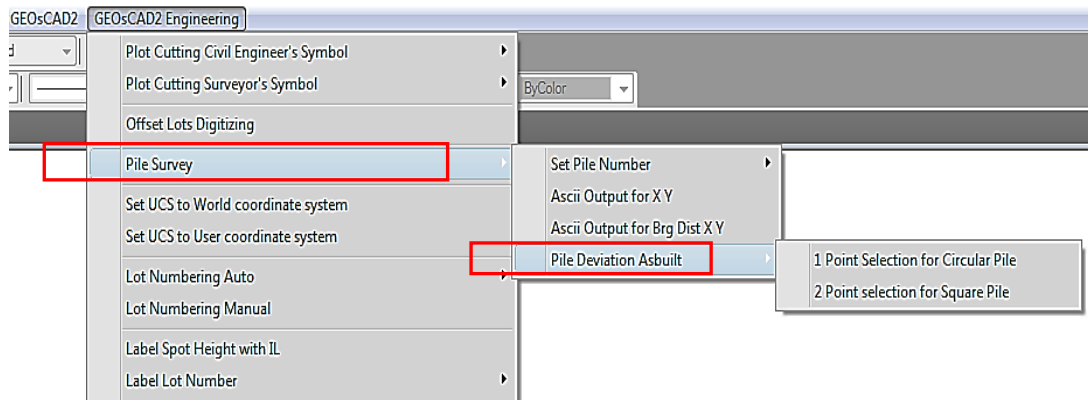 GEOsCAD2 GEOsCAD2 Engineering
Plot Cutting Civil Engineer's Symbol
Plot Cutting Surveyor's Symbol
ByColor
Offset Lots Digitizing
Pile Survey
Set Pile Number
Ascii Output for X Y
Ascii Output for Brg Dist X Y
Pile Deviation Asbuilt
1 Point Selection for Circular Pile
2 Point selection for Square Pile
Set UCS to World coordinate system
Set UCS to User coordinate system
Lot Numbering Auto
Lot Numbering Manual
Label Spot Height with IL
Label Lot Number